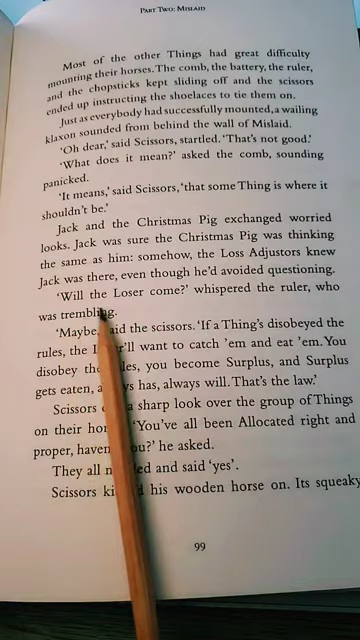 PART TWO: MISLAID
Most of the other Things had great difficulty
mounting their horses. The comb, the battery, the ruler,
and the chopsticks kept sliding off and the scissors
ended up instructing the shoelaces to tie them on.
Just as everybody had successfully mounted, a wailing
klaxon sounded from behind the wall of Mislaid.
‘Oh dear,’ said Scissors, startled. ‘That’s not good.’
‘What does it mean?’ asked the comb, sounding
panicked.
‘It means,’ said Scissors, ‘that some Thing is where it
shouldn’t be.’
Jack and the Christmas Pig exchanged worried
looks. Jack was sure the Christmas Pig was thinking
the same as him: somehow, the Loss Adjustors knew
Jack was there, even though he’d avoided questioning.
‘Will the Loser come?’ whispered the ruler, who
was trembling.
‘Maybe, said the scissors. ‘If a Thing’s disobeyed the
rules, the ’ll want to catch ’em and eat ’em. You
disobey the you become Surplus, and Surplus
gets eaten, always has, always will. That’s the law.’
Scissors a sharp look over the group of Things
on their ‘You’ve all been Allocated right and
proper, haven’ ?’ he asked.
They all and said ‘yes’.
Scissors his wooden horse on. Its squeaky
99